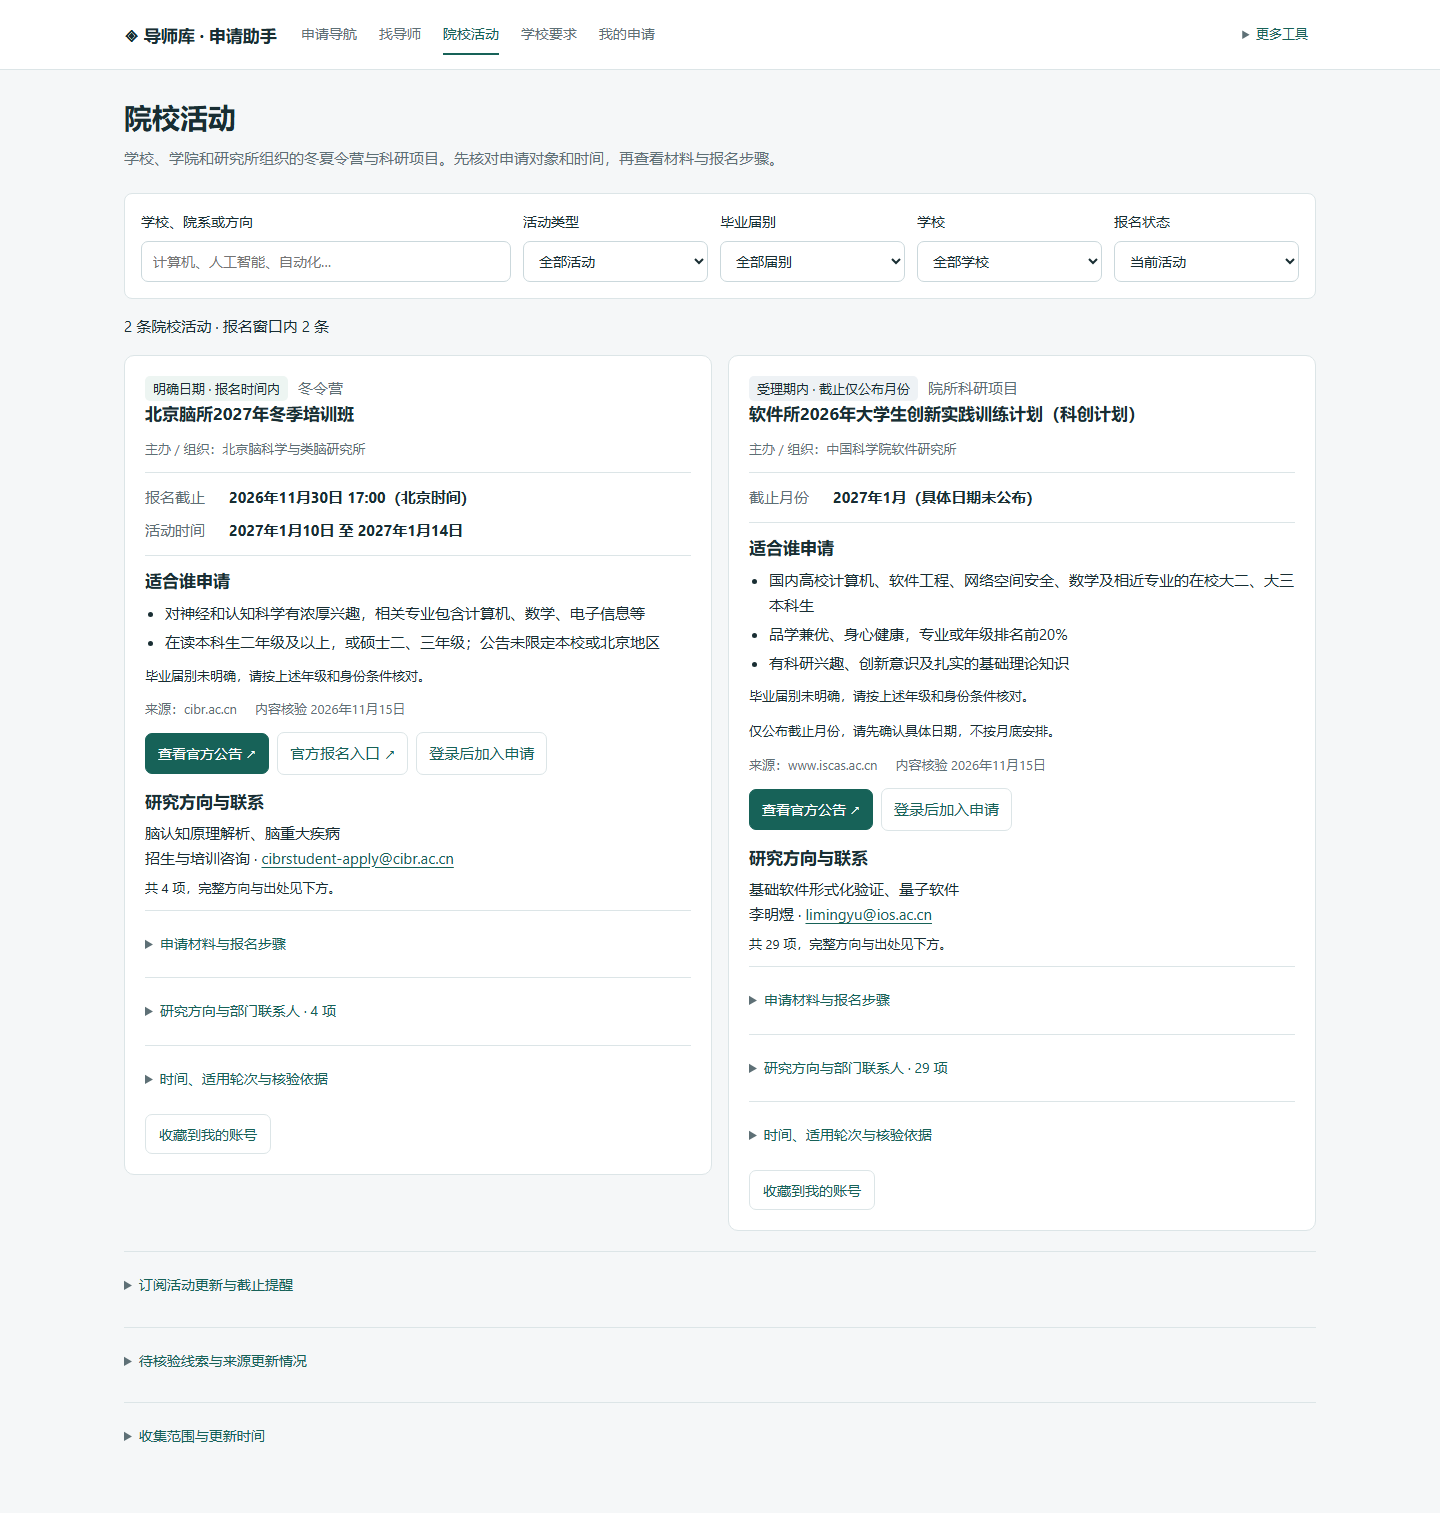 ◈ 导师库 · 申请助手
申请导航
找导师
院校活动
学校要求
我的申请
▶ 更多工具
院校活动
学校、学院和研究所组织的冬夏令营与科研项目。先核对申请对象和时间，再查看材料与报名步骤。
学校、院系或方向
活动类型
毕业届别
学校
报名状态
计算机、人工智能、自动化...
全部活动
全部届别
全部学校
当前活动
2 条院校活动 · 报名窗口内 2 条
明确日期 · 报名时间内 冬令营
北京脑所2027年冬季培训班
主办 / 组织：北京脑科学与类脑研究所
报名截止 2026年11月30日 17:00（北京时间）
活动时间 2027年1月10日 至 2027年1月14日
适合谁申请
• 对神经和认知科学有浓厚兴趣，相关专业包含计算机、数学、电子信息等
• 在读本科生二年级及以上，或硕士二、三年级；公告未限定本校或北京地区
毕业届别未明确，请按上述年级和身份条件核对。
来源：cibr.ac.cn 内容核验 2026年11月15日
查看官方公告 ↗
官方报名入口 ↗
登录后加入申请
研究方向与联系
脑认知原理解析、脑重大疾病
招生与培训咨询 · cibrstudent-apply@cibr.ac.cn
共 4 项，完整方向与出处见下方。
▶ 申请材料与报名步骤
▶ 研究方向与部门联系人 · 4 项
▶ 时间、适用轮次与核验依据
收藏到我的账号
受理期内 · 截止仅公布月份 院所科研项目
软件所2026年大学生创新实践训练计划（科创计划）
主办 / 组织：中国科学院软件研究所
截止月份 2027年1月（具体日期未公布）
适合谁申请
• 国内高校计算机、软件工程、网络空间安全、数学及相近专业的在校大二、大三
本科生
• 品学兼优、身心健康，专业或年级排名前20%
• 有科研兴趣、创新意识及扎实的基础理论知识
毕业届别未明确，请按上述年级和身份条件核对。
仅公布截止月份，请先确认具体日期，不按月底安排。
来源：www.iscas.ac.cn 内容核验 2026年11月15日
查看官方公告 ↗
登录后加入申请
研究方向与联系
基础软件形式化验证、量子软件
李明煜 · limingyu@ios.ac.cn
共 29 项，完整方向与出处见下方。
▶ 申请材料与报名步骤
▶ 研究方向与部门联系人 · 29 项
▶ 时间、适用轮次与核验依据
收藏到我的账号
▶ 订阅活动更新与截止提醒
▶ 待核验线索与来源更新情况
▶ 收集范围与更新时间